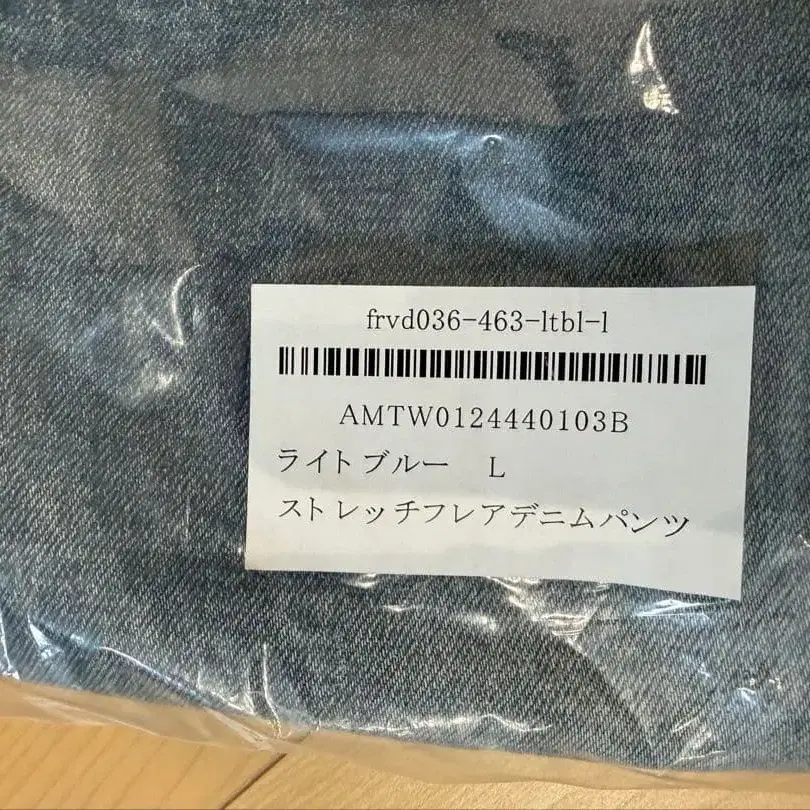 frvd036-463-ltbl-l
AMTW0124440103B
ライトブルー　L
ストレッチフレアデニムパンツ